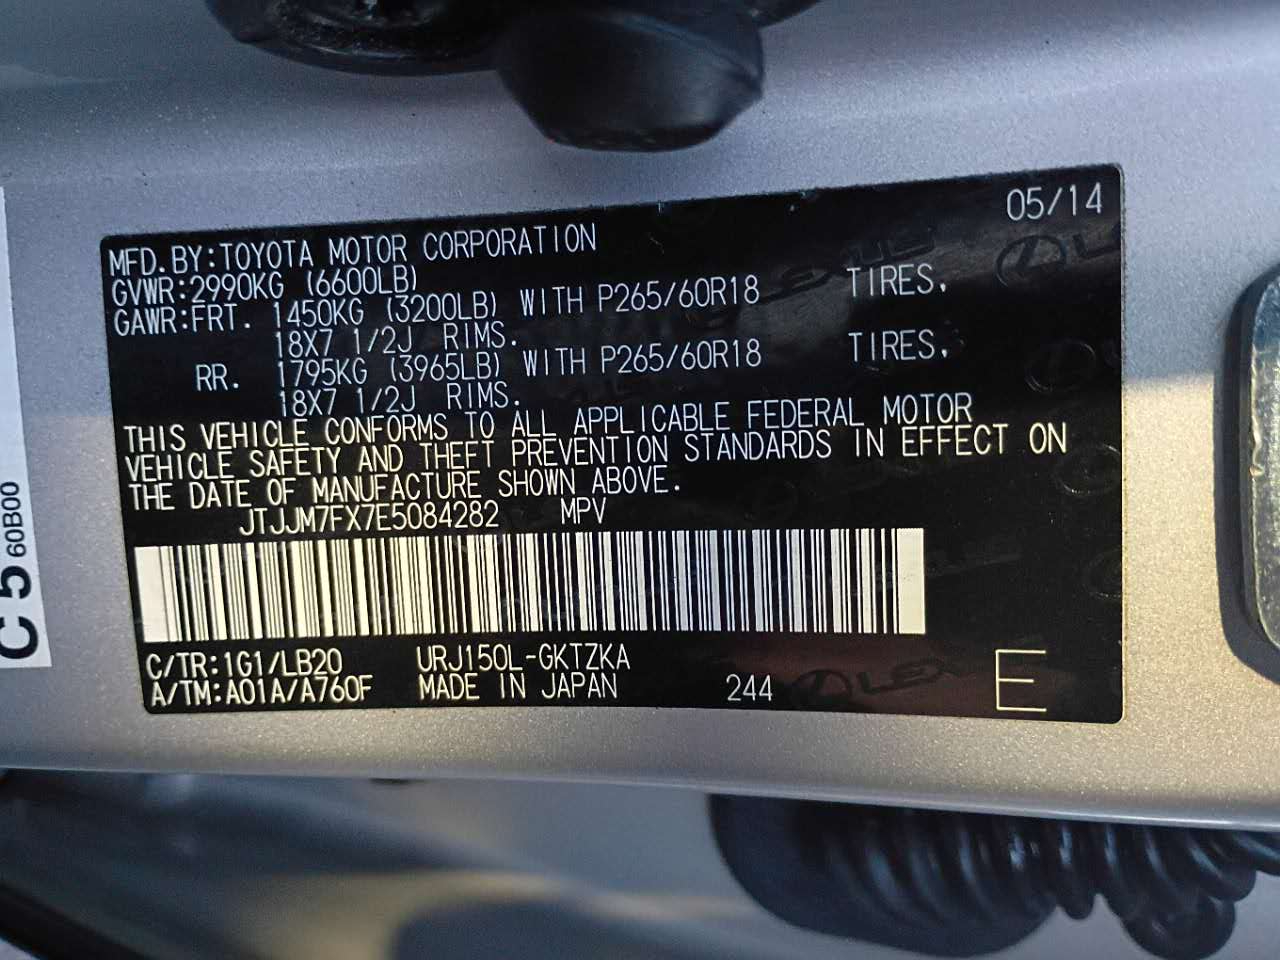 05/14
MFD.BY:TOYOTA MOTOR CORPORATION
GVWR:2990KG (6600LB)
GAWR:FRT. 1450KG (3200LB) WITH P265/60R18 TIRES,
18X7 1/2J RIMS.
RR. 1795KG (3965LB) WITH P265/60R18 TIRES,
18X7 1/2J RIMS.
THIS VEHICLE CONFORMS TO ALL APPLICABLE FEDERAL MOTOR
VEHICLE SAFETY AND THEFT PREVENTION STANDARDS IN EFFECT ON
THE DATE OF MANUFACTURE SHOWN ABOVE.
JTJJM7FX7E5084282 MPV
C/TR:1G1/LB20 URJ150L-GKTZKA
A/TM:A01A/A760F MADE IN JAPAN 244 E
LEXUS
C 5 60B00